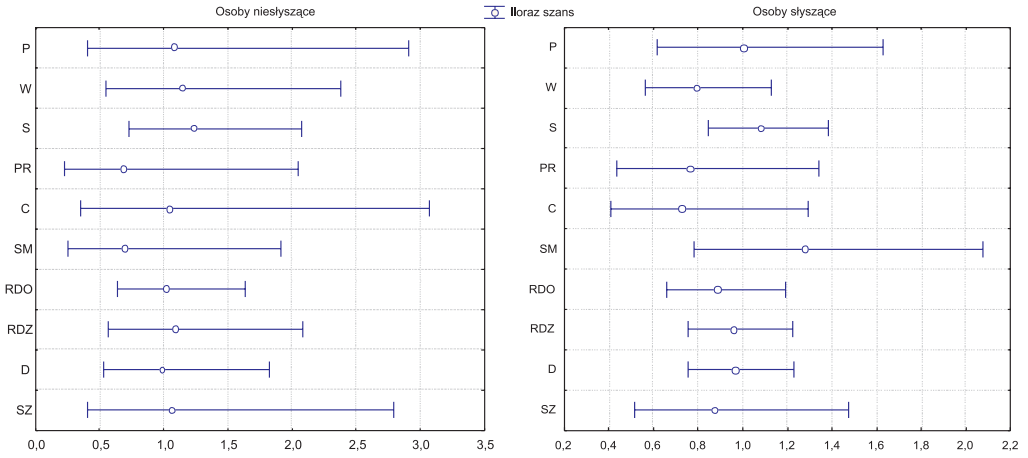 Osoby niesłyszące
Iloraz szans
Osoby słyszące
P
W
S
PR
C
SM
RDO
RDZ
D
SZ
0,0 0,5 1,0 1,5 2,0 2,5 3,0 3,5
P
W
S
PR
C
SM
RDO
RDZ
D
SZ
0,2 0,4 0,6 0,8 1,0 1,2 1,4 1,6 1,8 2,0 2,2